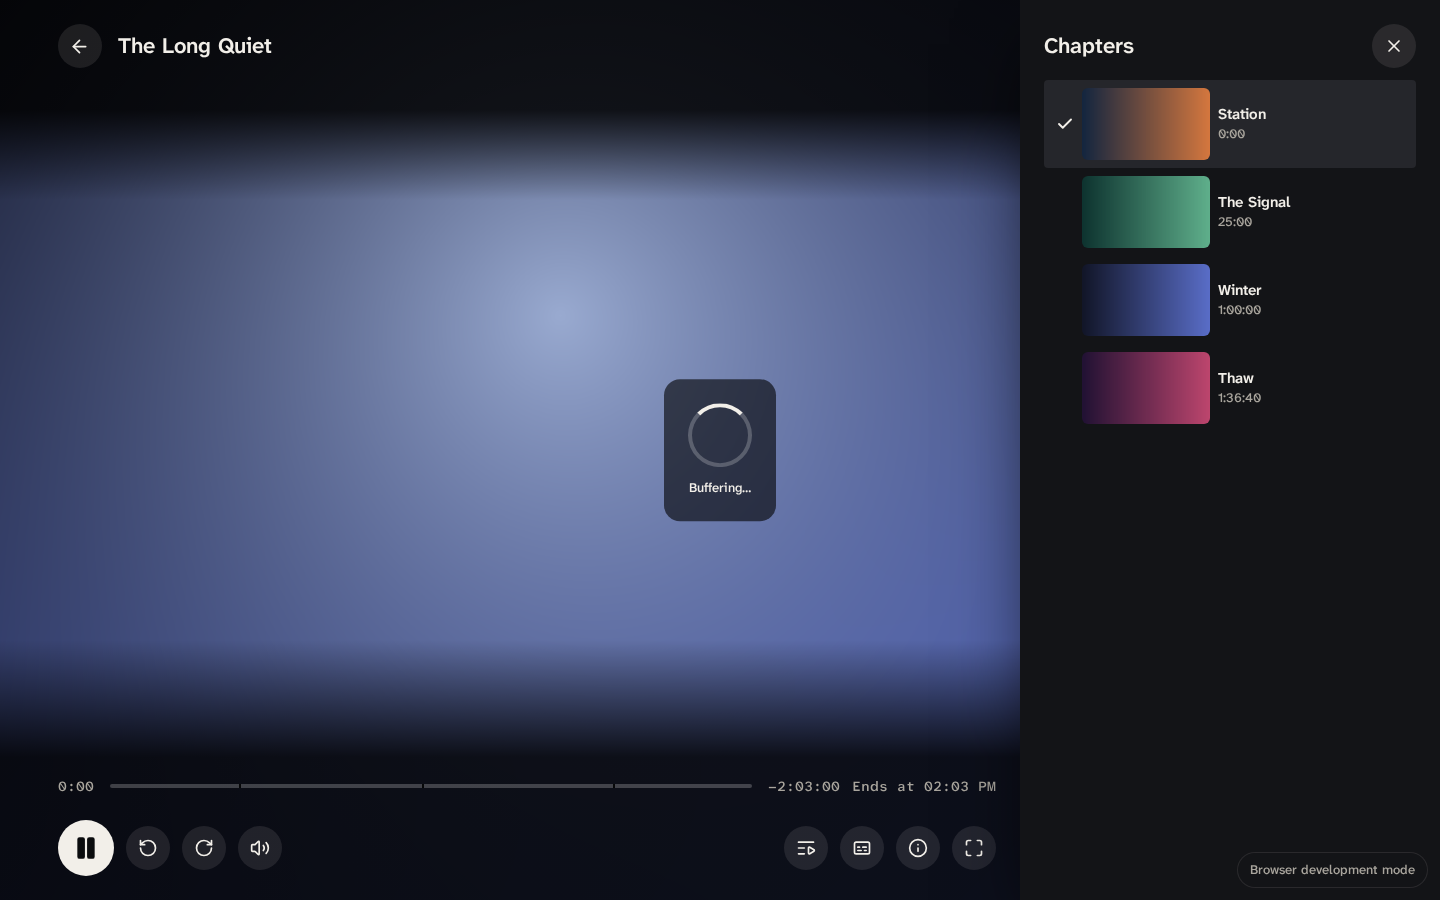 The Long Quiet
Chapters
Station
0:00
The Signal
25:00
Winter
1:00:00
Thaw
1:36:40
Buffering...
0:00
−2:03:00 Ends at 02:03 PM
Browser development mode